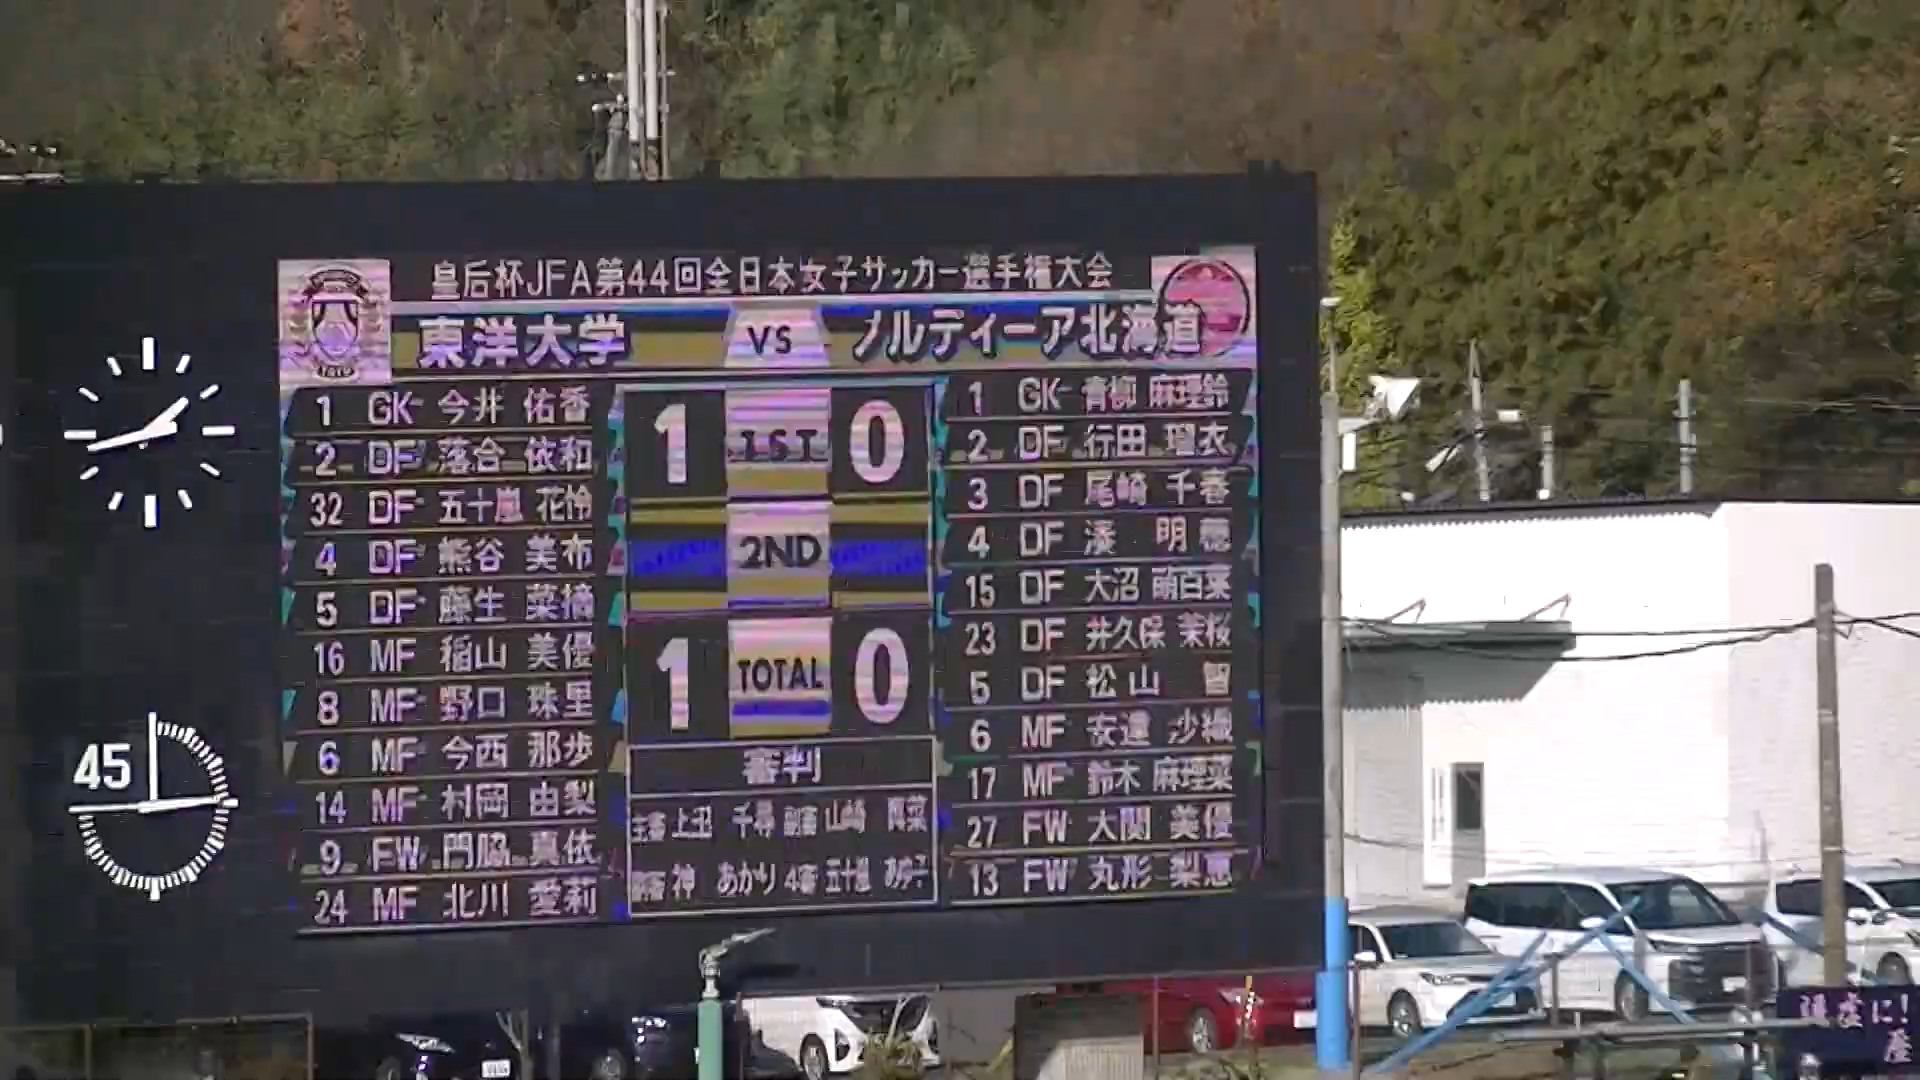 皇后杯JFA第44回全日本女子サッカー選手権大会
東洋大学 VS ノルディーア北海道
1 GK 今井 佑香
2 DF 落合 依和
32 DF 五十嵐 花怜
4 DF 熊谷 美布
5 DF 藤生 菜摘
16 MF 稲山 美優
8 MF 野口 珠里
6 MF 今西 那歩
14 MF 村岡 由梨
9 FW 門脇 真依
24 MF 北川 愛莉
1 1ST 0
2ND
1 TOTAL 0
審判
主審 上田 千尋 副審 山崎
副審 神 あかり 4審 五十嵐 あゆ子
1 GK 青柳 麻理鈴
2 DF 行田 瑠衣
3 DF 尾崎 千春
4 DF 湊 明穂
15 DF 大沼 萌百葉
23 DF 井久保 茉桜
5 DF 松山 智
6 MF 安達 沙織
17 MF 鈴木 麻理菜
27 FW 大関 美優
13 FW 丸形 梨恵
45
TOYO